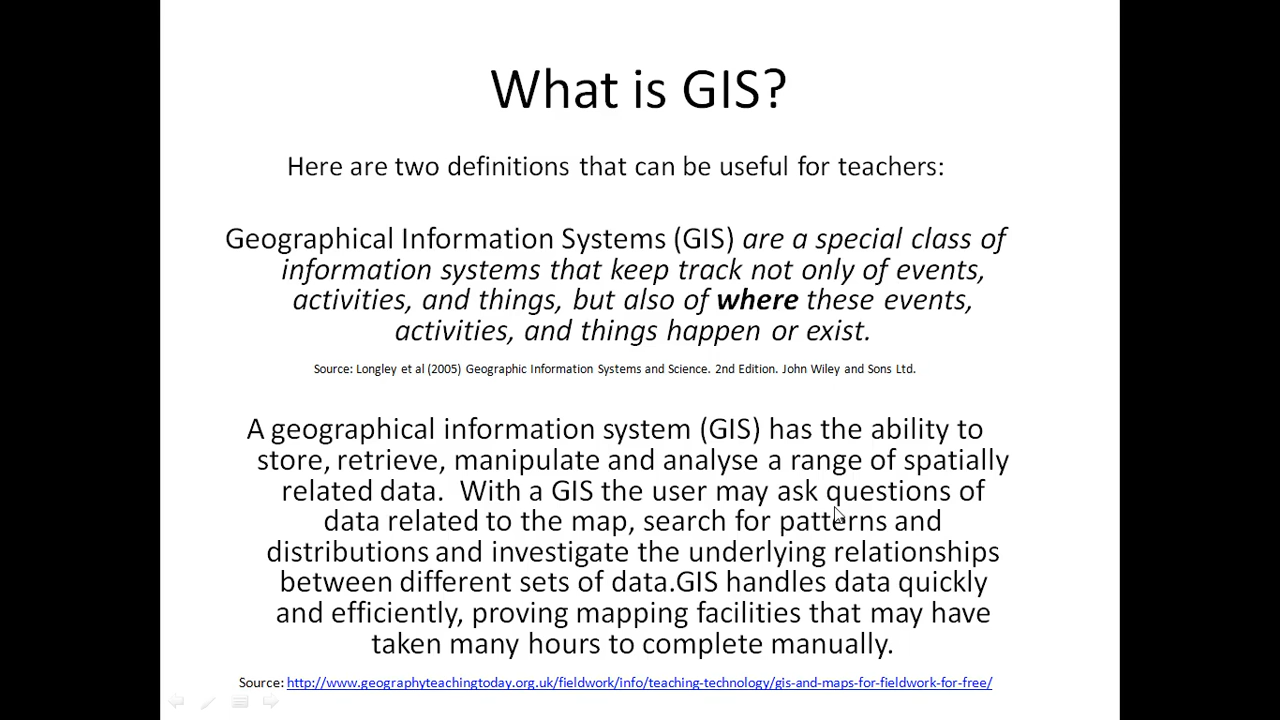 What is GIS?
Here are two definitions that can be useful for teachers:
Geographical Information Systems (GIS) are a special class of
information systems that keep track not only of events,
activities, and things, but also of where these events,
activities, and things happen or exist.
Source: Longley et al (2005) Geographic Information Systems and Science. 2nd Edition. John Wiley and Sons Ltd.
A geographical information system (GIS) has the ability to
store, retrieve, manipulate and analyse a range of spatially
related data.  With a GIS the user may ask questions of
data related to the map, search for patterns and
distributions and investigate the underlying relationships
between different sets of data.GIS handles data quickly
and efficiently, proving mapping facilities that may have
taken many hours to complete manually.
Source: http://www.geographyteachingtoday.org.uk/fieldwork/info/teaching-technology/gis-and-maps-for-fieldwork-for-free/